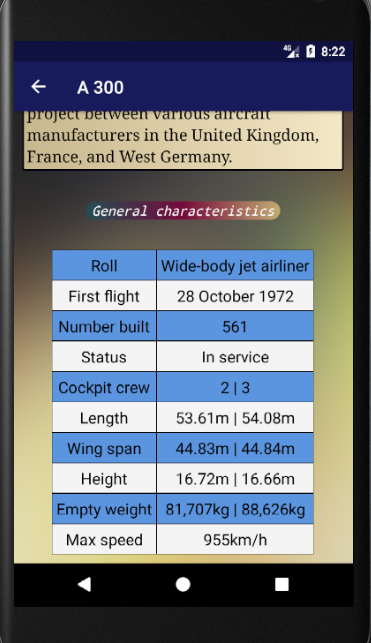 4G 8:22
A 300
project between various aircraft
manufacturers in the United Kingdom,
France, and West Germany.
General characteristics
Roll Wide-body jet airliner
First flight 28 October 1972
Number built 561
Status In service
Cockpit crew 2 | 3
Length 53.61m | 54.08m
Wing span 44.83m | 44.84m
Height 16.72m | 16.66m
Empty weight 81,707kg | 88,626kg
Max speed 955km/h